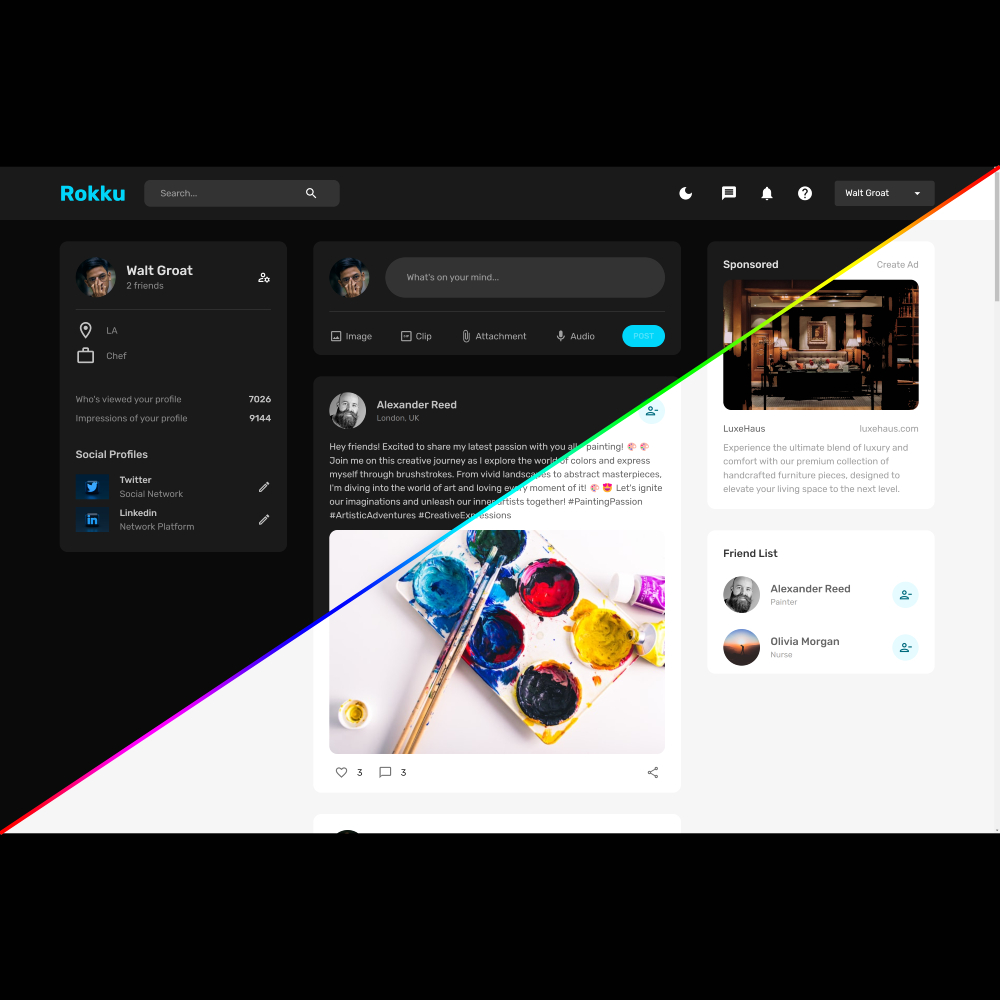 Rokku
Search...
Walt Groat
Walt Groat
2 friends
LA
Chef
Who's viewed your profile 7026
Impressions of your profile 9144
Social Profiles
Twitter
Social Network
Linkedin
Network Platform
What's on your mind...
Image Clip Attachment Audio POST
Alexander Reed
London, UK
Hey friends! Excited to share my latest passion with you all - painting! 🎨 🎨
Join me on this creative journey as I explore the world of colors and express
myself through brushstrokes. From vivid landscapes to abstract masterpieces,
I'm diving into the world of art and loving every moment of it! 🎨 😍 Let's ignite
our imaginations and unleash our inner artists together! #PaintingPassion
#ArtisticAdventures #CreativeExpressions
3 3
Sponsored Create Ad
LuxeHaus luxehaus.com
Experience the ultimate blend of luxury and
comfort with our premium collection of
handcrafted furniture pieces, designed to
elevate your living space to the next level.
Friend List
Alexander Reed
Painter
Olivia Morgan
Nurse